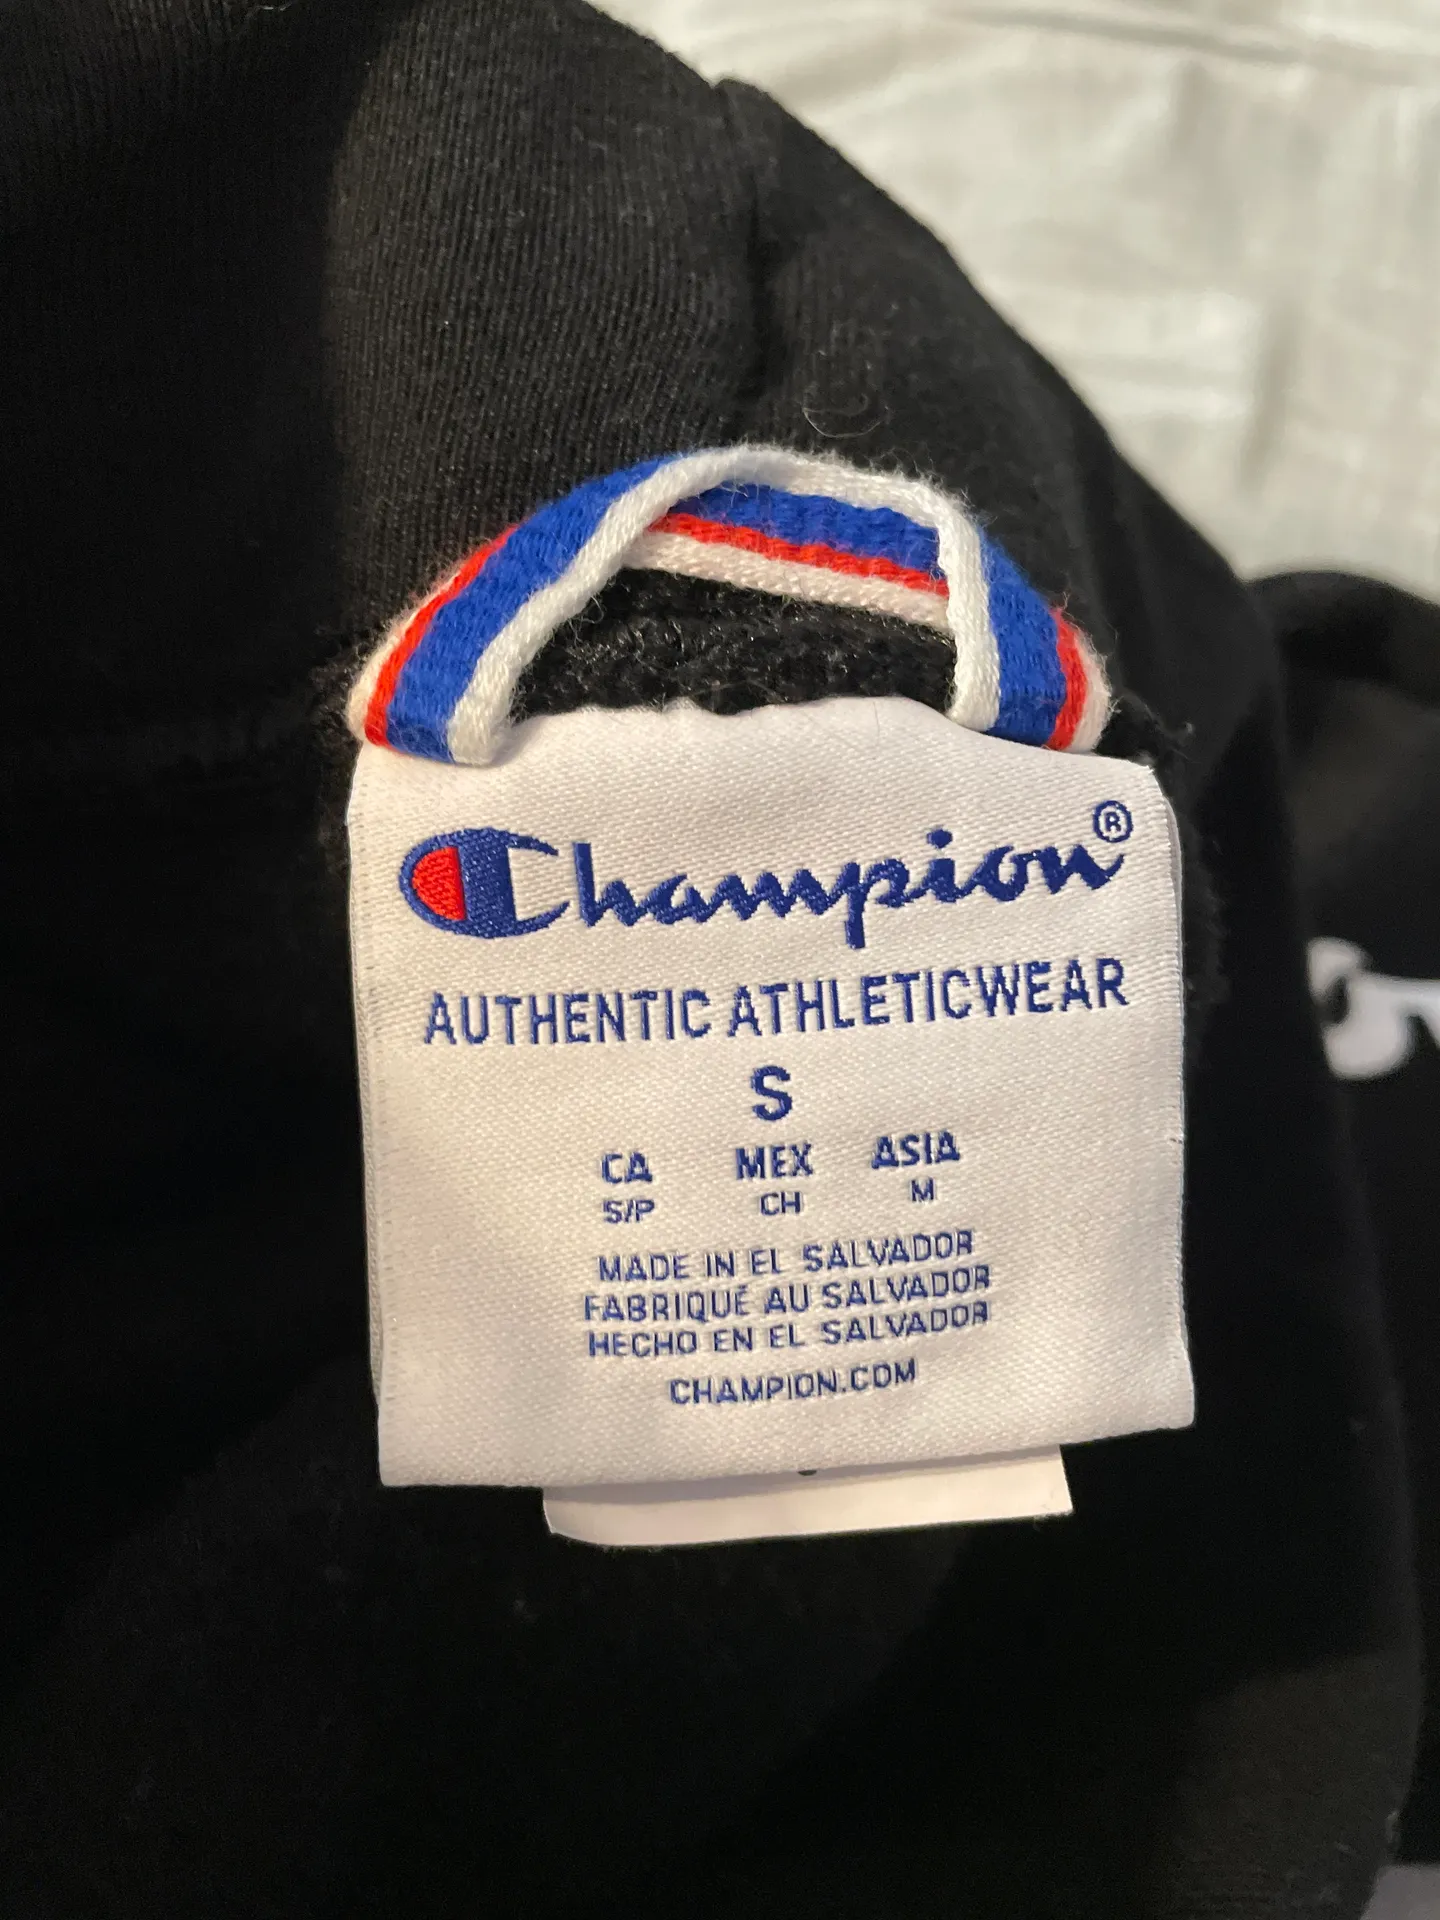 Champion®
AUTHENTIC ATHLETICWEAR
S
CA MEX ASIA
S/P CH M
MADE IN EL SALVADOR
FABRIQUÉ AU SALVADOR
HECHO EN EL SALVADOR
CHAMPION.COM